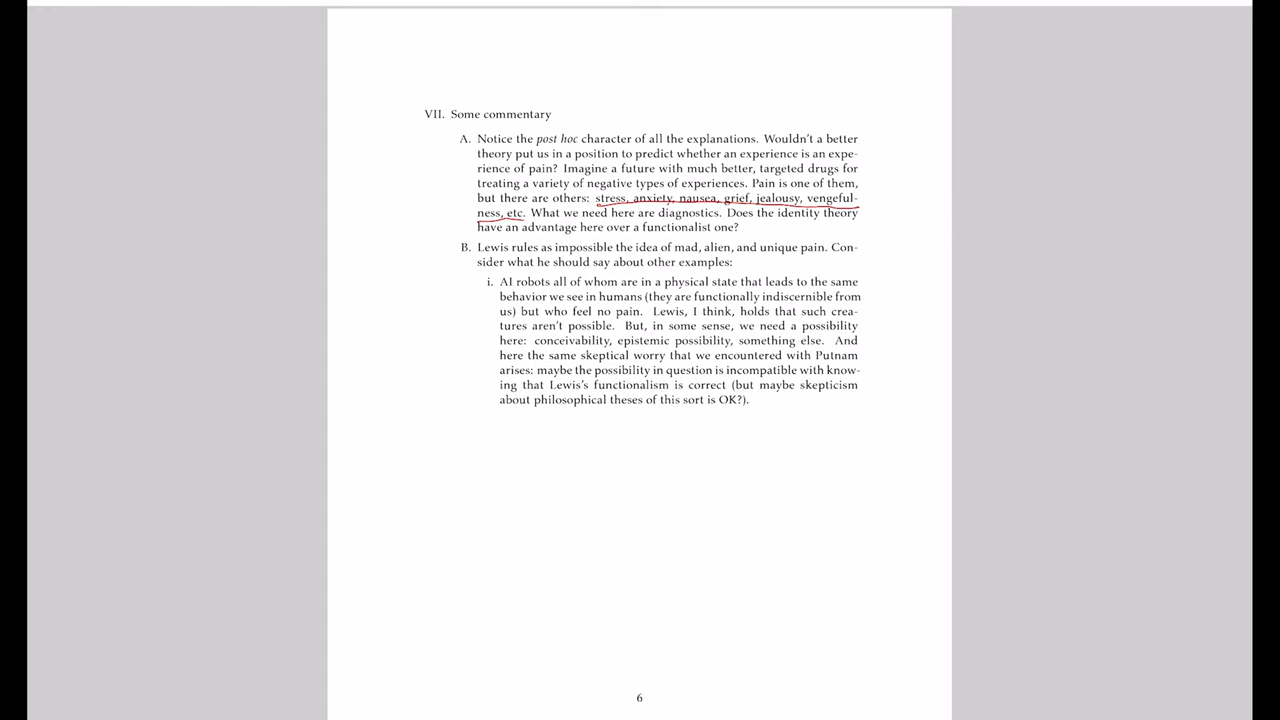 VII. Some commentary
A. Notice the post hoc character of all the explanations. Wouldn't a better
theory put us in a position to predict whether an experience is an expe-
rience of pain? Imagine a future with much better, targeted drugs for
treating a variety of negative types of experiences. Pain is one of them,
but there are others: stress, anxiety, nausea, grief, jealousy, vengeful-
ness, etc. What we need here are diagnostics. Does the identity theory
have an advantage here over a functionalist one?
B. Lewis rules as impossible the idea of mad, alien, and unique pain. Con-
sider what he should say about other examples:
i. AI robots all of whom are in a physical state that leads to the same
behavior we see in humans (they are functionally indiscernible from
us) but who feel no pain. Lewis, I think, holds that such crea-
tures aren't possible. But, in some sense, we need a possibility
here: conceivability, epistemic possibility, something else. And
here the same skeptical worry that we encountered with Putnam
arises: maybe the possibility in question is incompatible with know-
ing that Lewis's functionalism is correct (but maybe skepticism
about philosophical theses of this sort is OK?).
6